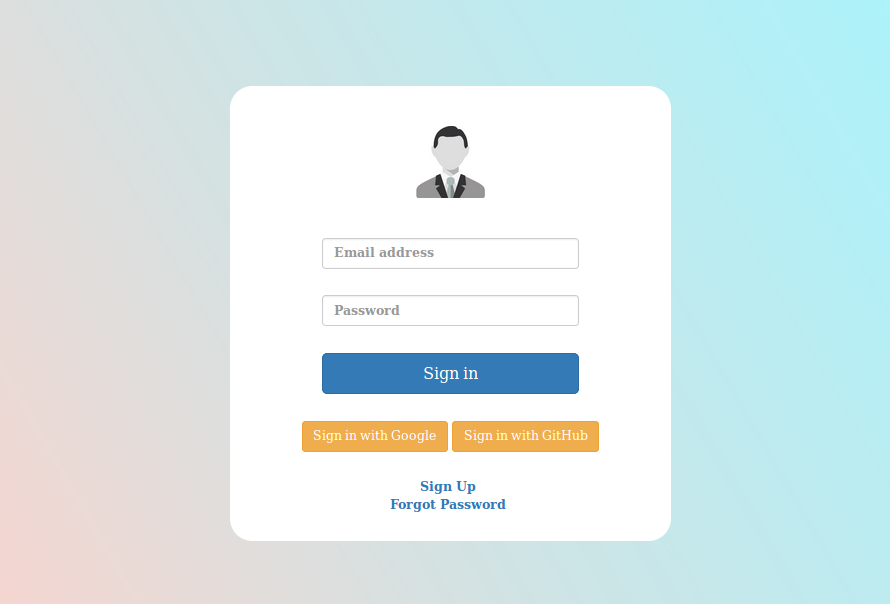 Email address
Password
Sign in
Sign in with Google Sign in with GitHub
Sign Up
Forgot Password